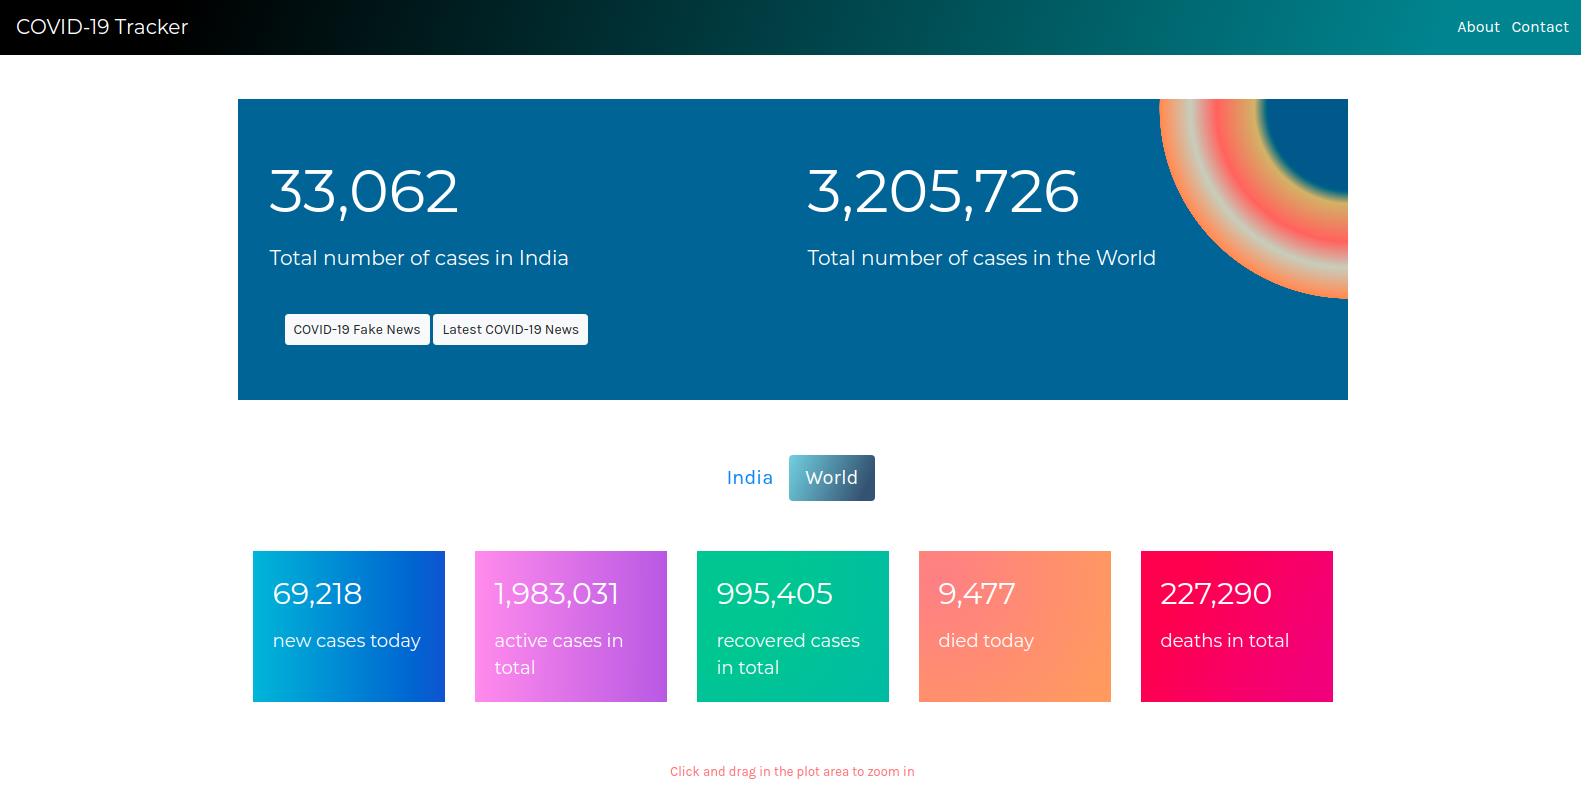 COVID-19 Tracker
About Contact
33,062
Total number of cases in India
3,205,726
Total number of cases in the World
COVID-19 Fake News
Latest COVID-19 News
India
World
69,218
new cases today
1,983,031
active cases in
total
995,405
recovered cases
in total
9,477
died today
227,290
deaths in total
Click and drag in the plot area to zoom in